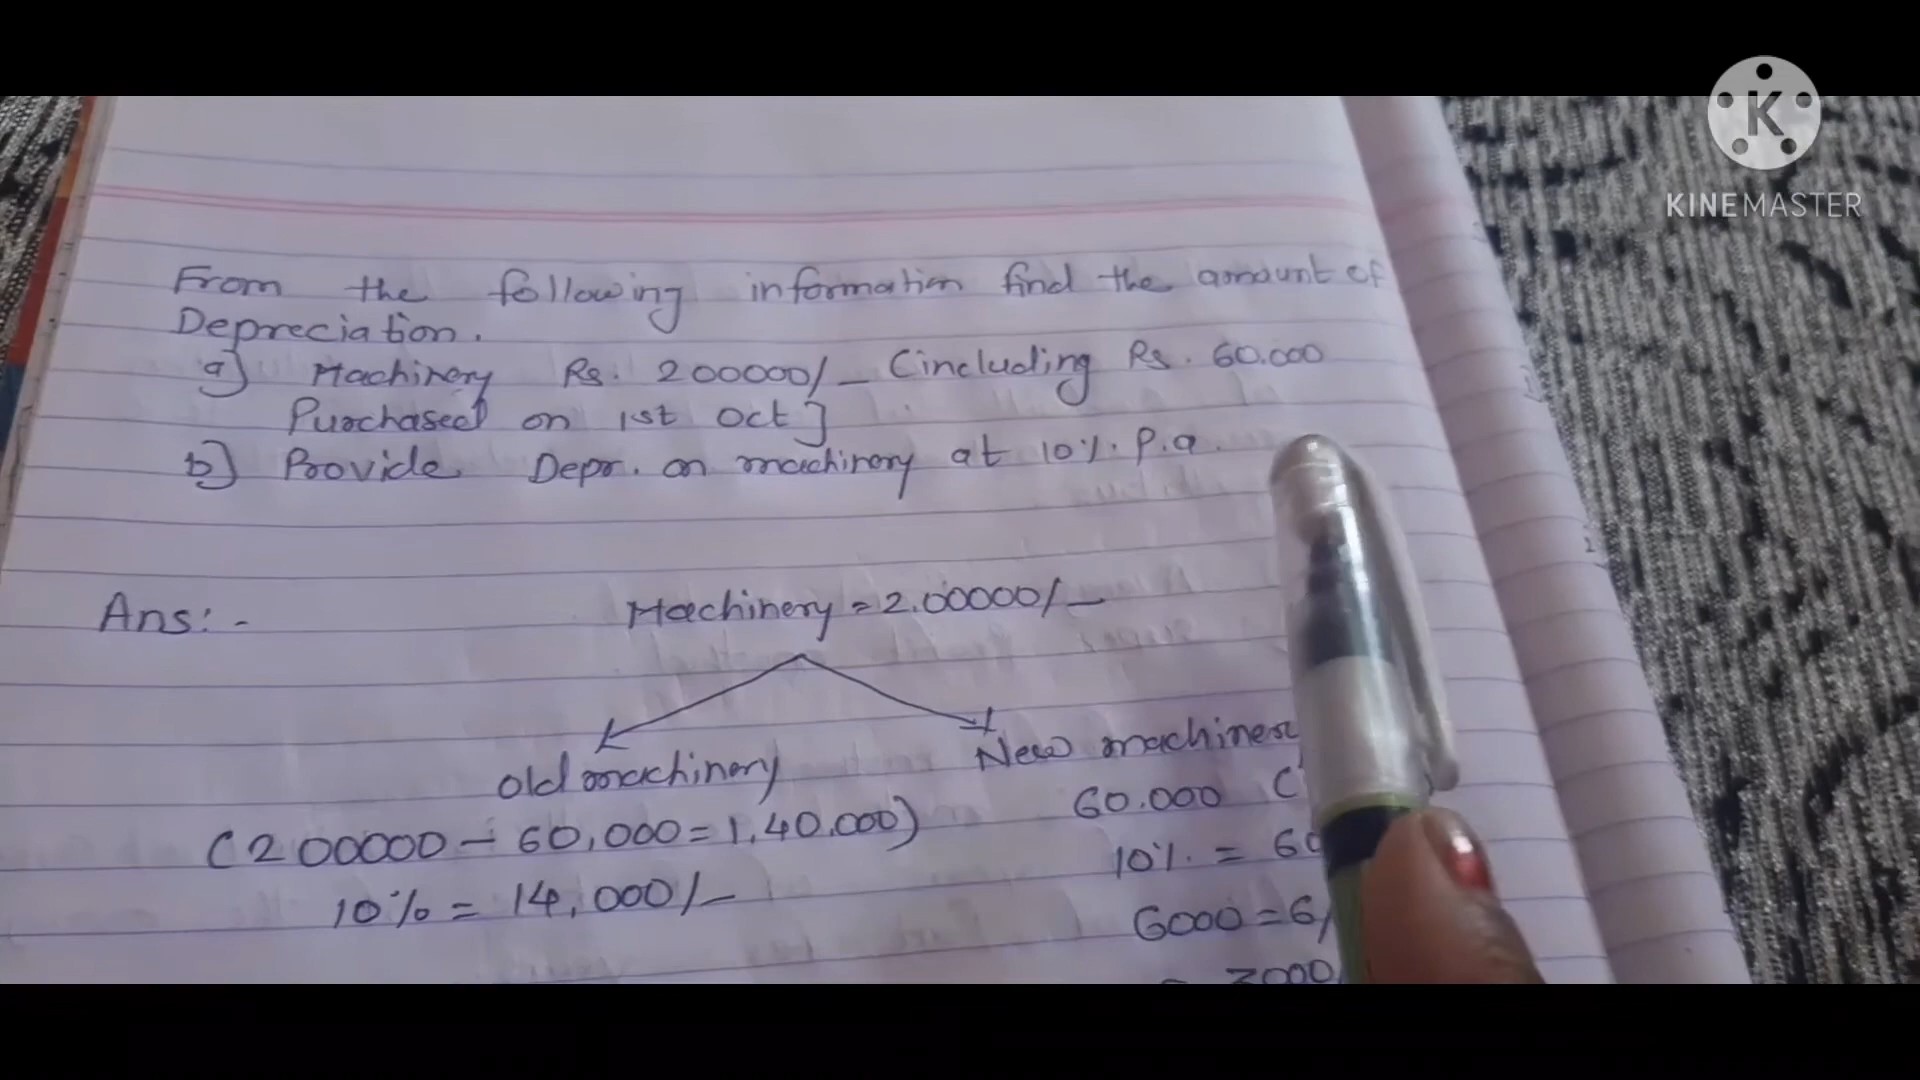 K
KINEMASTER
From the following information find the amount of
Depreciation.
a] Machinery Rs. 200000/- (including Rs. 60.000
Purchased on 1st Oct]
b] Provide Depr. on machinery at 10%. P.a.
Ans:- Machinery = 2.00000/-
old machinery New
(200000 - 60,000 = 1,40.000) 60.000 (
10% = 14,000/- 10%. =
6000 = 6/
= 3000